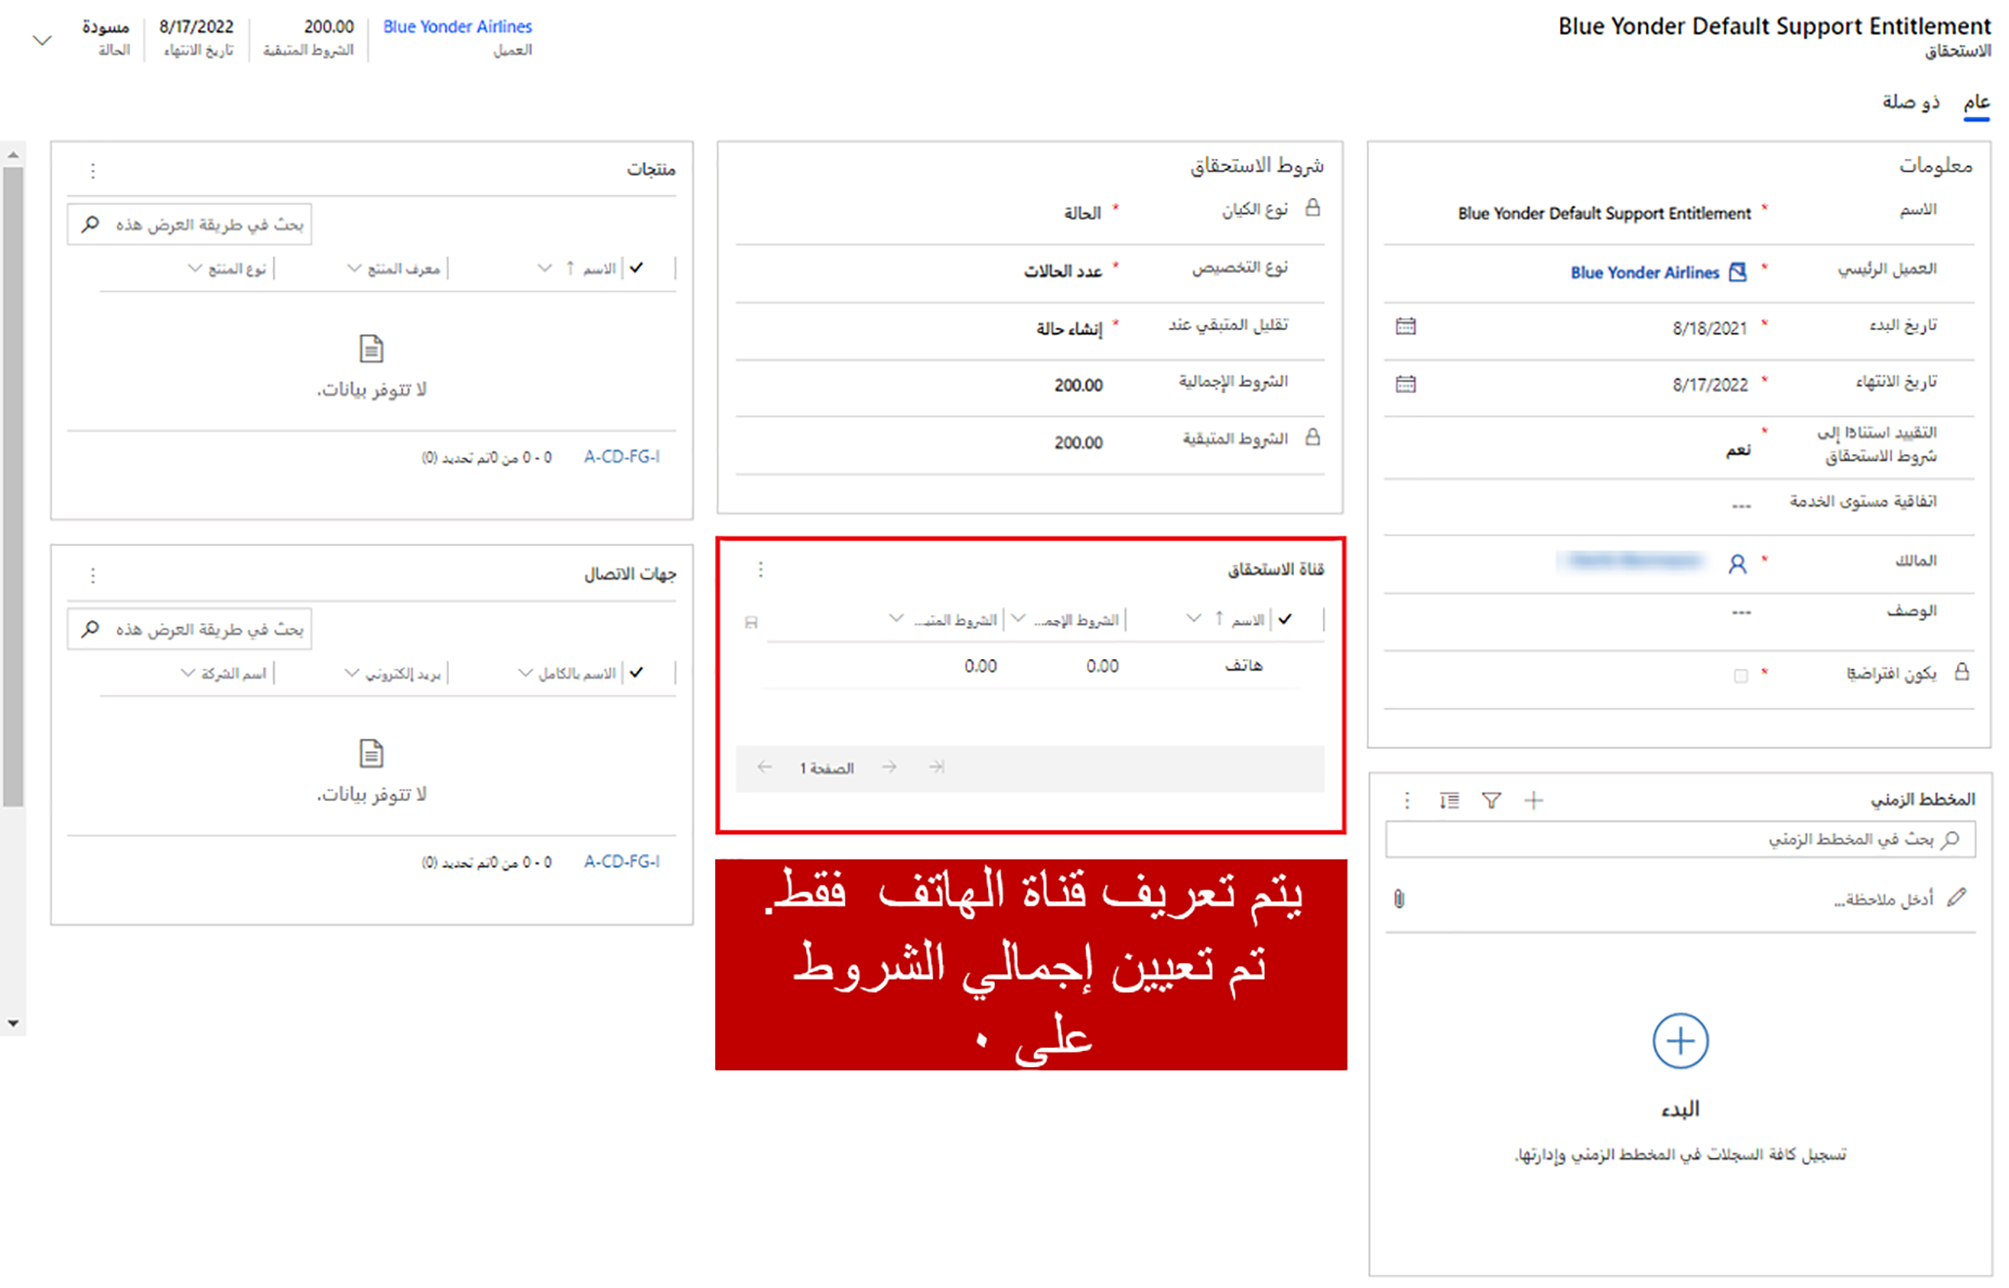 Blue Yonder Default Support Entitlement
الاستحقاق
Blue Yonder Airlines
العميل
200.00
الشروط المتبقية
8/17/2022
تاريخ الانتهاء
مسودة
الحالة
عام
ذو صلة
معلومات
الاسم
* Blue Yonder Default Support Entitlement
العميل الرئيسي
* Blue Yonder Airlines
تاريخ البدء
* 8/18/2021
تاريخ الانتهاء
* 8/17/2022
التقييد استنادًا إلى
شروط الاستحقاق
* نعم
اتفاقية مستوى الخدمة
---
المالك
*
الوصف
---
يكون افتراضيًا
*
المخطط الزمني
بحث في المخطط الزمني
أدخل ملاحظة...
البدء
تسجيل كافة السجلات في المخطط الزمني وإدارتها.
شروط الاستحقاق
نوع الكيان
* الحالة
نوع التخصيص
* عدد الحالات
تقليل المتبقي عند
* إنشاء حالة
الشروط الإجمالية
200.00
الشروط المتبقية
200.00
قناة الاستحقاق
الاسم ↑
الشروط الإجمـ...
الشروط المتبـ...
هاتف
0.00
0.00
الصفحة 1
يتم تعريف قناة الهاتف فقط.
تم تعيين إجمالي الشروط
على ٠
منتجات
بحث في طريقة العرض هذه
الاسم ↑
معرف المنتج
نوع المنتج
لا تتوفر بيانات.
A-CD-FG-I
0 - 0 من 0تم تحديد (0)
جهات الاتصال
بحث في طريقة العرض هذه
الاسم بالكامل
بريد إلكتروني
اسم الشركة
لا تتوفر بيانات.
A-CD-FG-I
0 - 0 من 0تم تحديد (0)